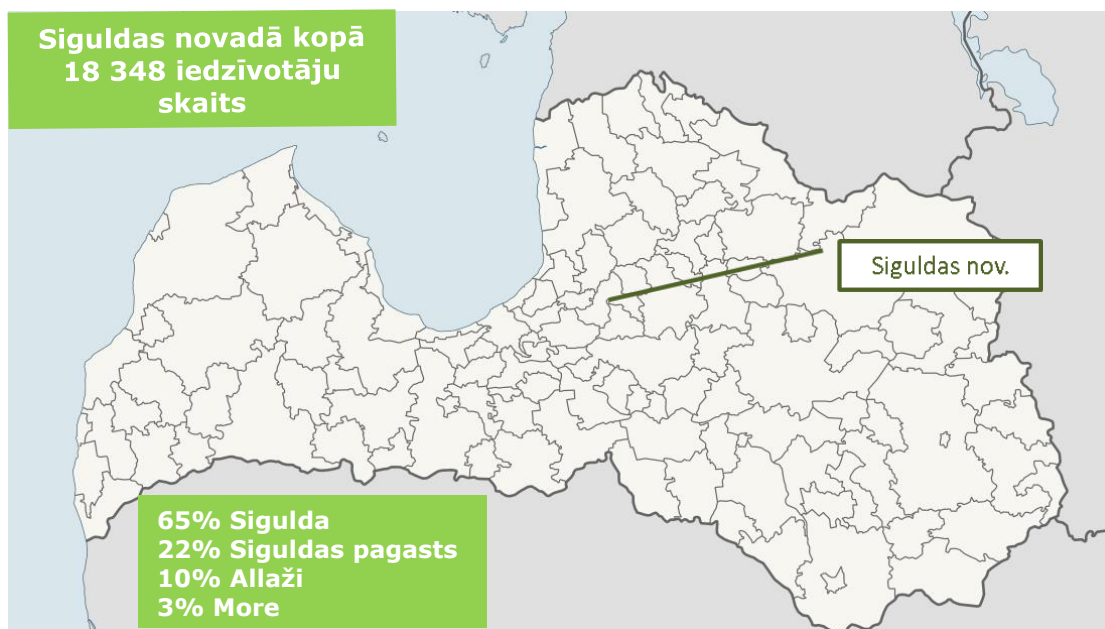 Siguldas novadā kopā
18 348 iedzīvotāju
skaits
Siguldas nov.
65% Sigulda
22% Siguldas pagasts
10% Allaži
3% More